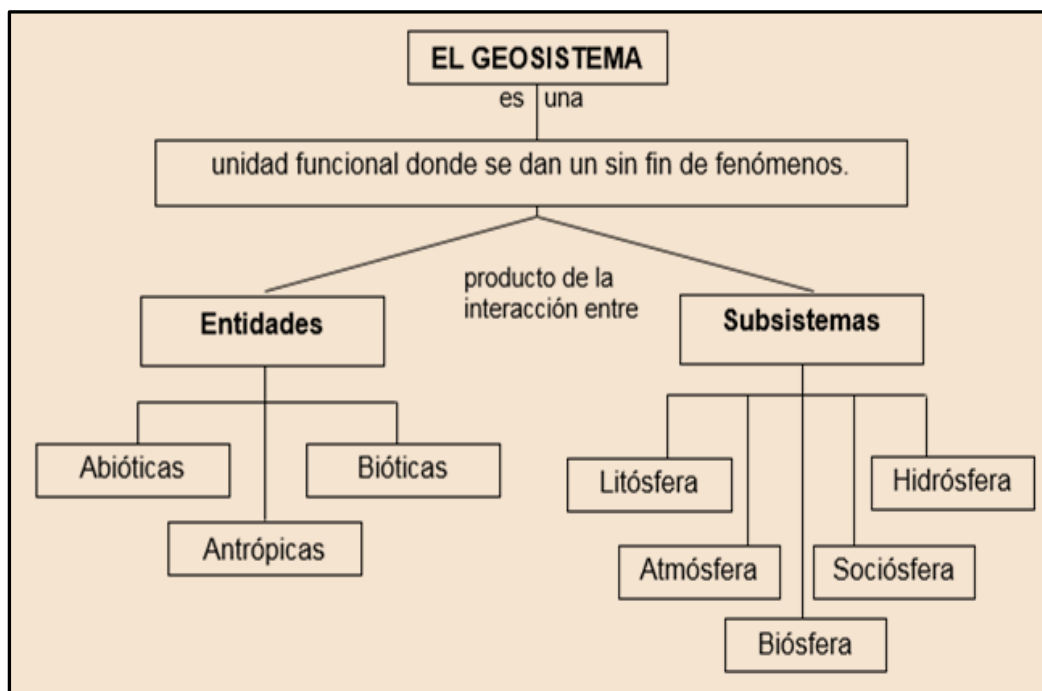 EL GEOSISTEMA
es una
unidad funcional donde se dan un sin fin de fenómenos.
producto de la
interacción entre
Entidades
Subsistemas
Abióticas
Bióticas
Antrópicas
Litósfera
Hidrósfera
Atmósfera
Sociósfera
Biósfera